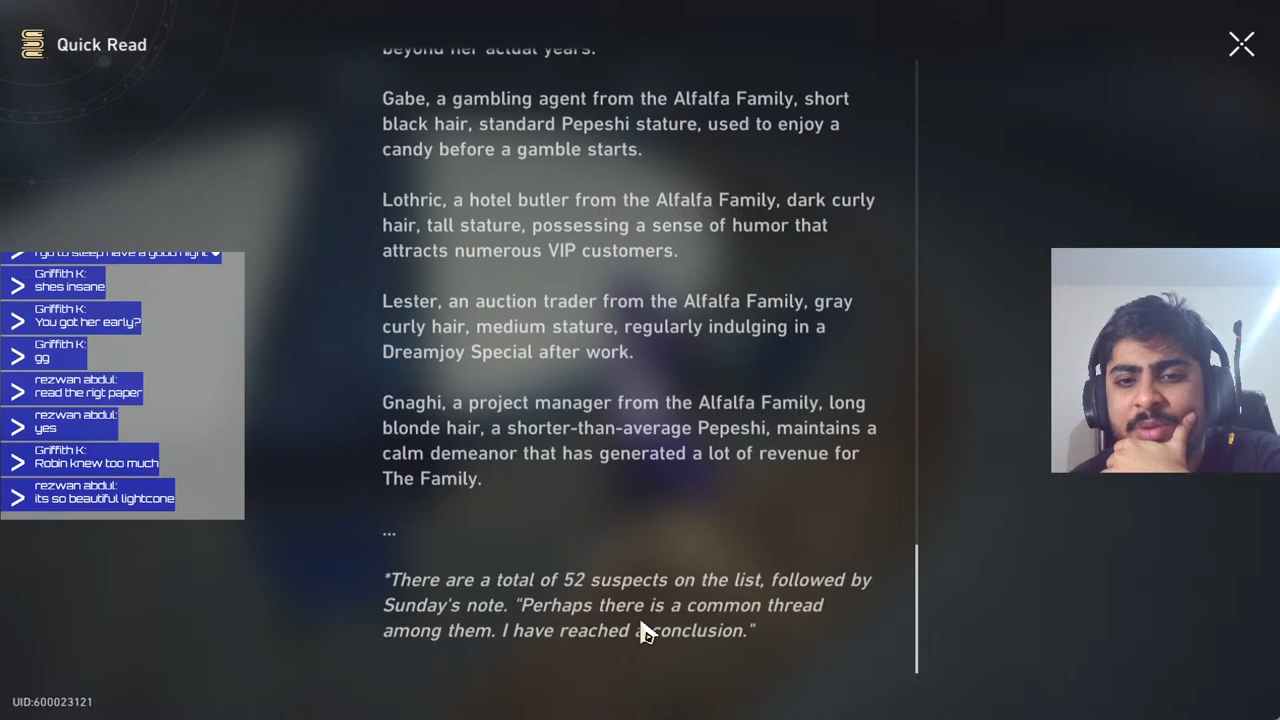 Quick Read
beyond her actual years.
Gabe, a gambling agent from the Alfalfa Family, short
black hair, standard Pepeshi stature, used to enjoy a
candy before a gamble starts.
Lothric, a hotel butler from the Alfalfa Family, dark curly
hair, tall stature, possessing a sense of humor that
attracts numerous VIP customers.
Lester, an auction trader from the Alfalfa Family, gray
curly hair, medium stature, regularly indulging in a
Dreamjoy Special after work.
Gnaghi, a project manager from the Alfalfa Family, long
blonde hair, a shorter-than-average Pepeshi, maintains a
calm demeanor that has generated a lot of revenue for
The Family.
...
*There are a total of 52 suspects on the list, followed by
Sunday's note. "Perhaps there is a common thread
among them. I have reached a conclusion."
to sleep have a good night
Griffith K:
shes insane
Griffith K:
You got her early?
Griffith K:
gg
rezwan abdul:
read the rigt paper
rezwan abdul:
yes
Griffith K:
Robin knew too much
rezwan abdul:
its so beautiful lightcone
UID:600023121